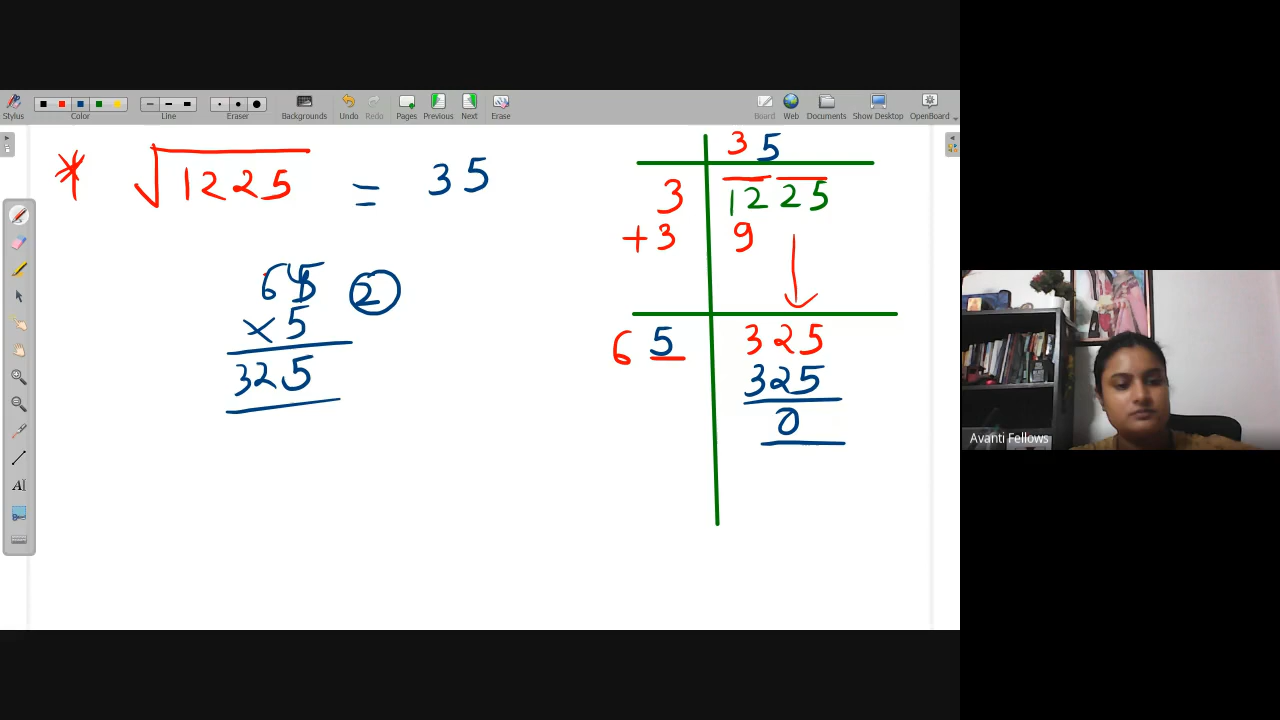 Stylus
Color
Line
Eraser
Backgrounds
Undo
Redo
Pages
Previous
Next
Erase
Board
Web
Documents
Show Desktop
OpenBoard
* √1225 = 35
65 ②
×5
325
35
3 1225
+3 9
65 325
325
0
Avanti Fellows